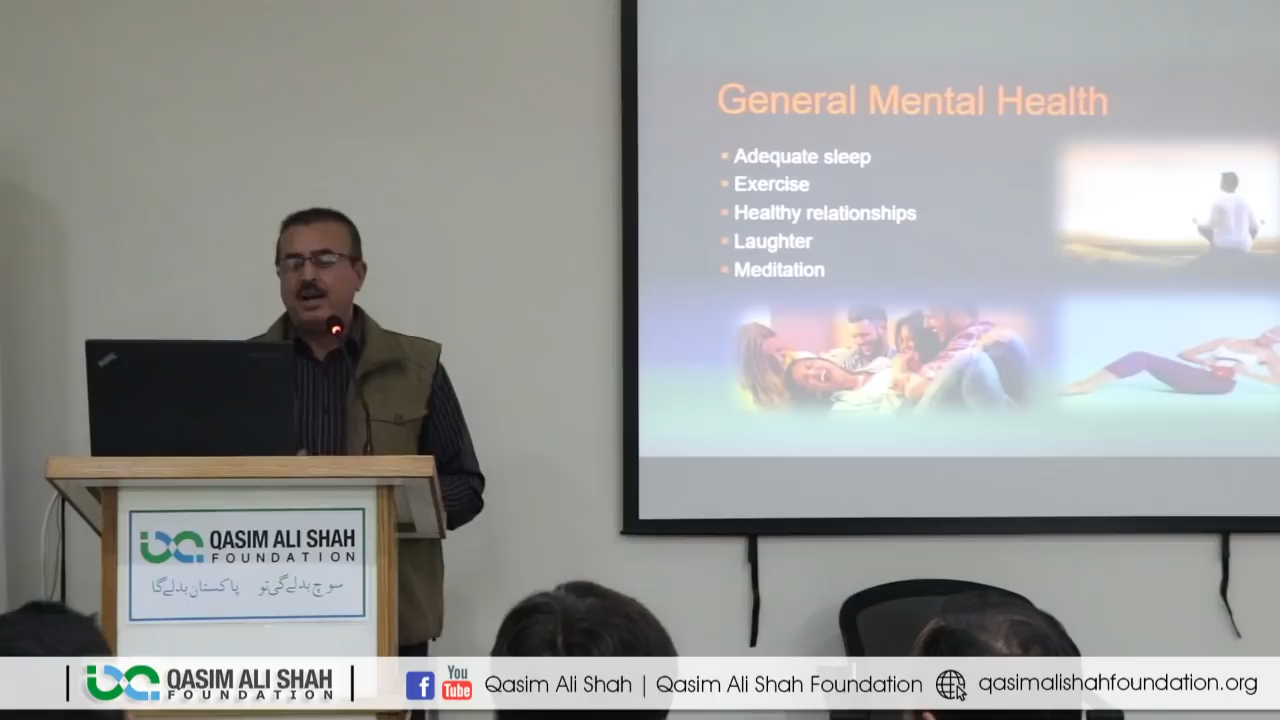 General Mental Health
Adequate sleep
Exercise
Healthy relationships
Laughter
Meditation
QASIM ALI SHAH
FOUNDATION
سوچ بدلے گی تو پاکستان بدلے گا
QASIM ALI SHAH
FOUNDATION
You
Tube
Qasim Ali Shah | Qasim Ali Shah Foundation
qasimalishahfoundation.org